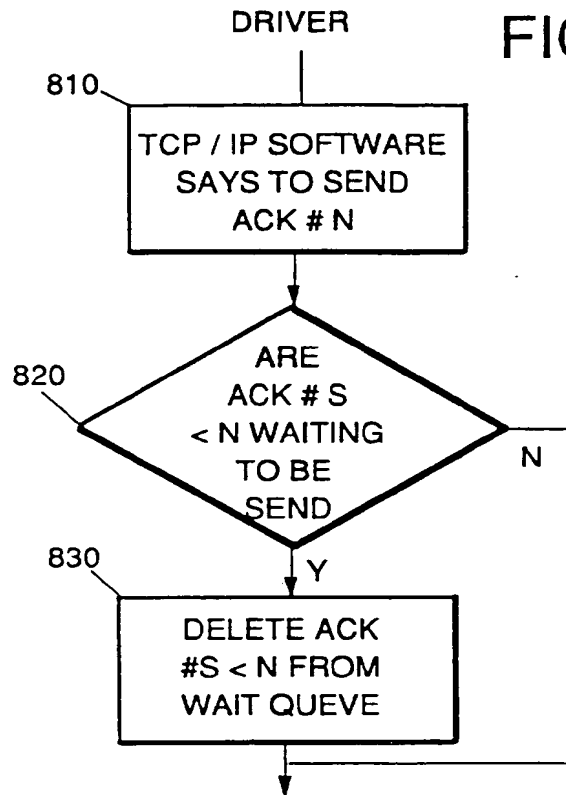 DRIVER
FIG
810
TCP / IP SOFTWARE
SAYS TO SEND
ACK # N
820
ARE
ACK # S
< N WAITING
TO BE
SEND
N
Y
830
DELETE ACK
#S < N FROM
WAIT QUEVE